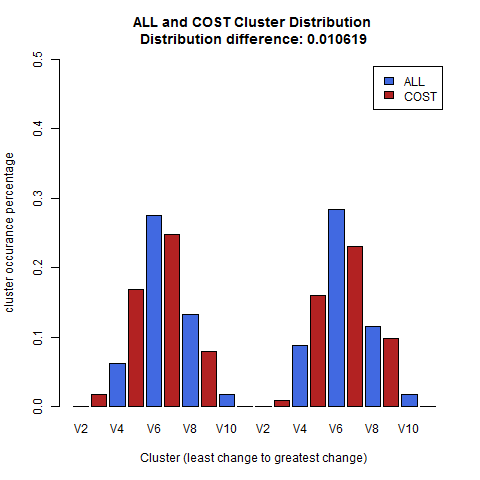 ALL and COST Cluster Distribution
Distribution difference: 0.010619
ALL
COST
cluster occurance percentage
0.5
0.4
0.3
0.2
0.1
0.0
V2 V4 V6 V8 V10 V2 V4 V6 V8 V10
Cluster (least change to greatest change)